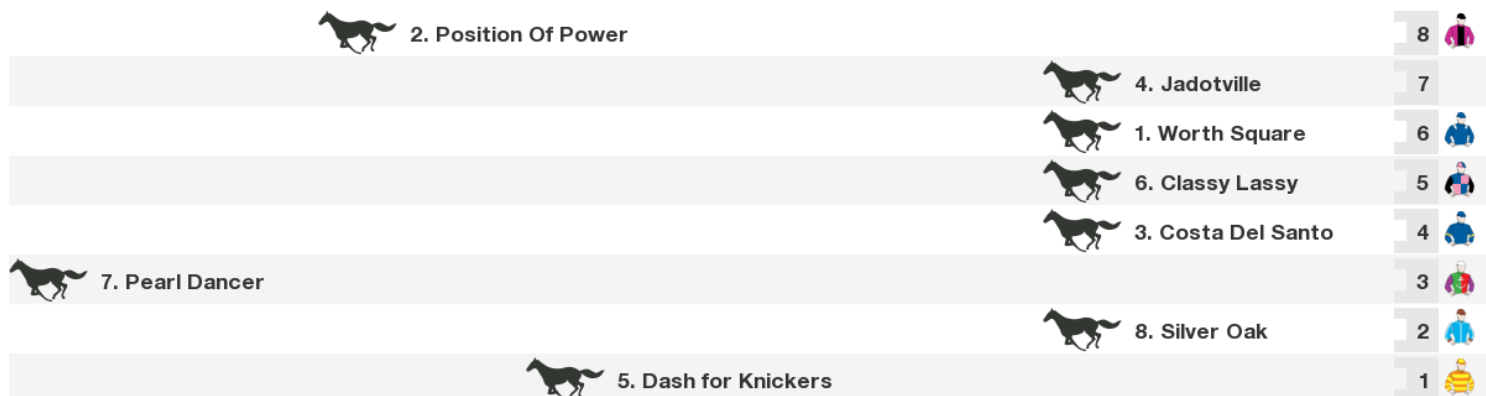 2. Position Of Power 8
4. Jadotville 7
1. Worth Square 6
6. Classy Lassy 5
3. Costa Del Santo 4
7. Pearl Dancer 3
8. Silver Oak 2
5. Dash for Knickers 1